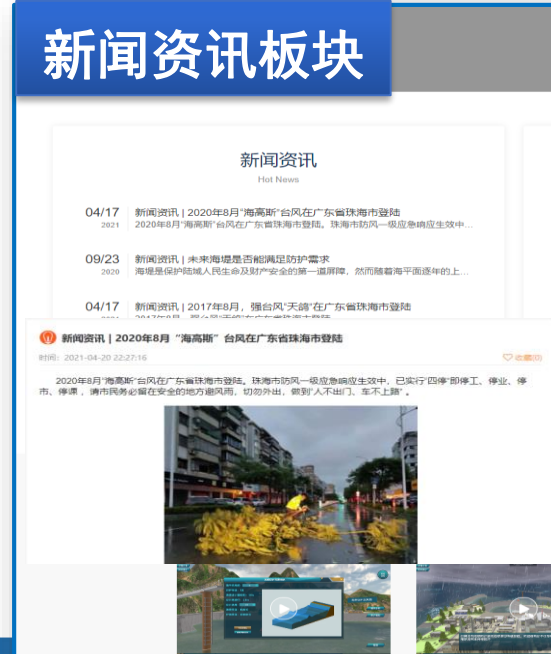 新闻资讯板块
新闻资讯
Hot News
04/17
2021
新闻资讯 | 2020年8月“海高斯”台风在广东省珠海市登陆
2020年8月“海高斯”台风在广东省珠海市登陆。珠海市防风一级应急响应生效中...
09/23
2020
新闻资讯 | 未来海堤是否能满足防护需求
海堤是保护陆域人民生命及财产安全的第一道屏障，然而随着海平面逐年的上...
04/17
新闻资讯 | 2017年8月，强台风“天鸽”在广东省珠海市登陆
新闻资讯 | 2020年8月 “海高斯” 台风在广东省珠海市登陆
时间：2021-04-20 22:27:16
收藏(0)
2020年8月“海高斯”台风在广东省珠海市登陆。珠海市防风一级应急响应生效中，已实行“四停”即停工、停业、停
市、停课 ，请市民务必留在安全的地方避风雨，切勿外出，做到“人不出门、车不上路” 。